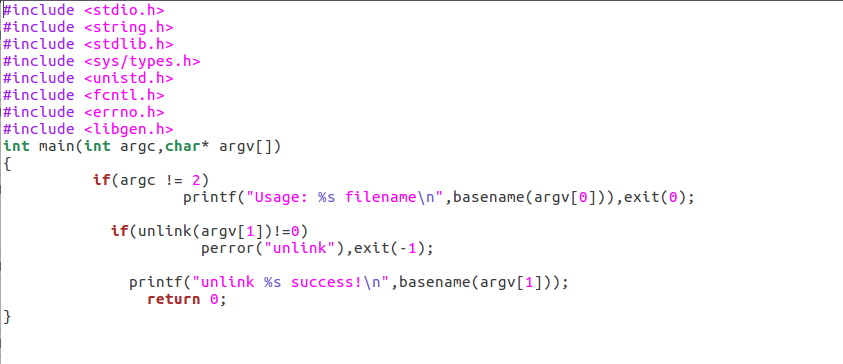 #include <stdio.h>
#include <string.h>
#include <stdlib.h>
#include <sys/types.h>
#include <unistd.h>
#include <fcntl.h>
#include <errno.h>
#include <libgen.h>
int main(int argc,char* argv[])
{
          if(argc != 2)
                    printf("Usage: %s filename\n",basename(argv[0])),exit(0);

            if(unlink(argv[1])!=0)
                      perror("unlink"),exit(-1);

              printf("unlink %s success!\n",basename(argv[1]));
                return 0;
}